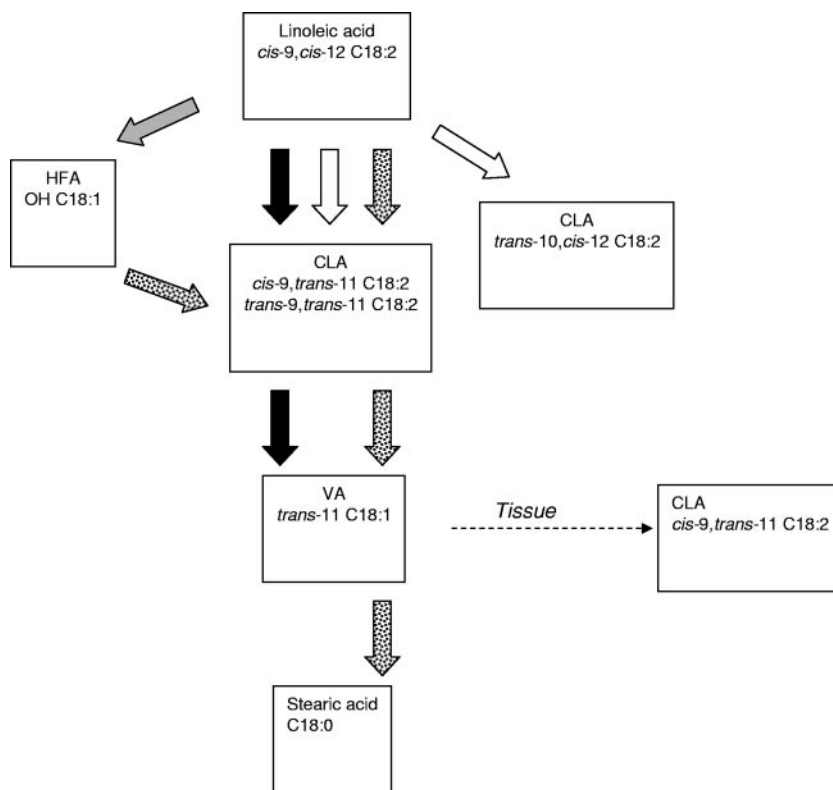 Linoleic acid
cis-9,cis-12 C18:2
HFA
OH C18:1
CLA
trans-10,cis-12 C18:2
CLA
cis-9,trans-11 C18:2
trans-9,trans-11 C18:2
VA
trans-11 C18:1
Tissue
CLA
cis-9,trans-11 C18:2
Stearic acid
C18:0